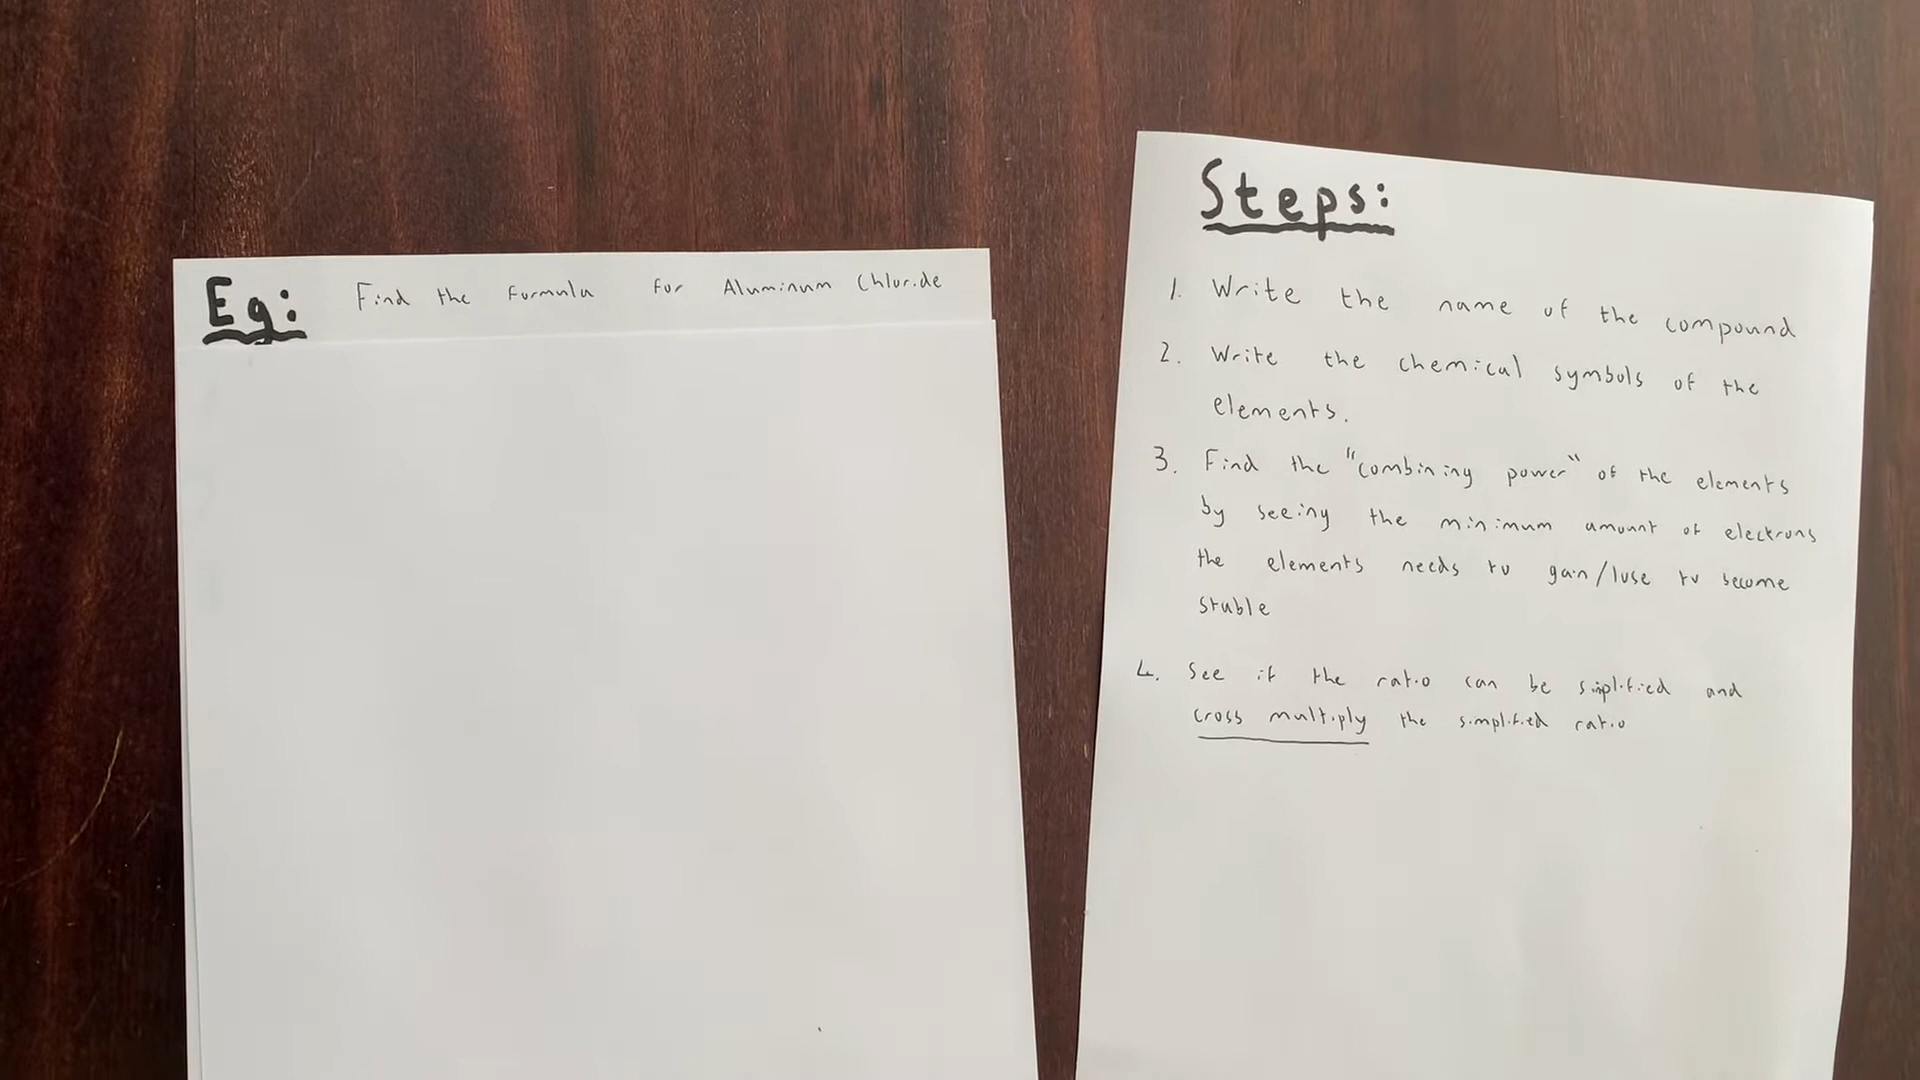 Eg: Find the formula for Aluminum Chloride
Steps:
1. Write the name of the compound
2. Write the chemical symbols of the
elements.
3. Find the "combining power" of the elements
by seeing the minimum amount of electrons
the elements needs to gain/lose to become
stable
4. See if the ratio can be simplified and
cross multiply the simplified ratio